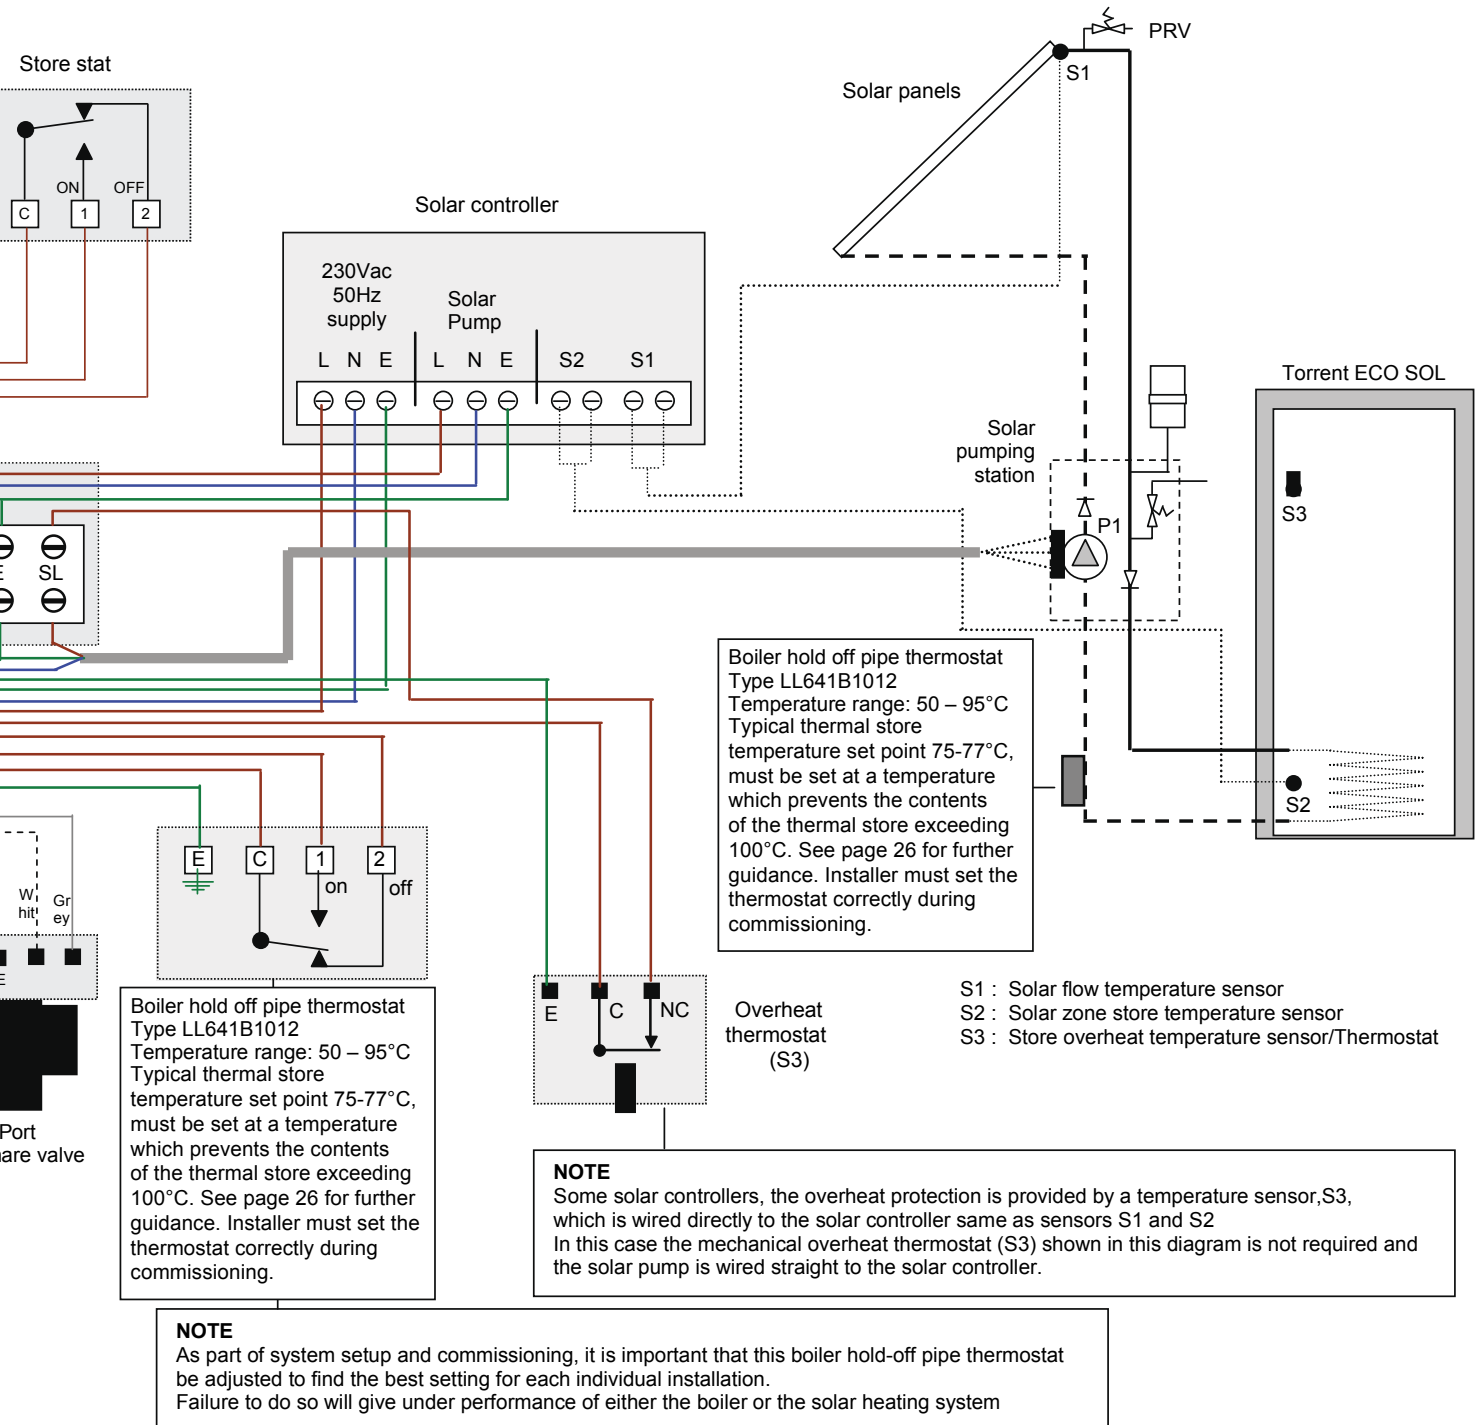 PRV
Store stat
S1
Solar panels
ON
OFF
C
1
2
Solar controller
230Vac
50Hz
supply
Solar
Pump
L N E
L N E
S2
S1
Torrent ECO SOL
Solar
pumping
station
S3
P1
E
SL
Boiler hold off pipe thermostat
Type LL641B1012
Temperature range: 50 – 95°C
Typical thermal store
temperature set point 75-77°C,
must be set at a temperature
which prevents the contents
of the thermal store exceeding
100°C. See page 26 for further
guidance. Installer must set the
thermostat correctly during
commissioning.
S2
E
C
1
2
on
off
W
hit
Gr
ey
E
E
C
NC
Overheat
thermostat
(S3)
S1 : Solar flow temperature sensor
S2 : Solar zone store temperature sensor
S3 : Store overheat temperature sensor/Thermostat
Boiler hold off pipe thermostat
Type LL641B1012
Temperature range: 50 – 95°C
Typical thermal store
temperature set point 75-77°C,
must be set at a temperature
which prevents the contents
of the thermal store exceeding
100°C. See page 26 for further
guidance. Installer must set the
thermostat correctly during
commissioning.
Port
are valve
NOTE
Some solar controllers, the overheat protection is provided by a temperature sensor,S3,
which is wired directly to the solar controller same as sensors S1 and S2
In this case the mechanical overheat thermostat (S3) shown in this diagram is not required and
the solar pump is wired straight to the solar controller.
NOTE
As part of system setup and commissioning, it is important that this boiler hold-off pipe thermostat
be adjusted to find the best setting for each individual installation.
Failure to do so will give under performance of either the boiler or the solar heating system